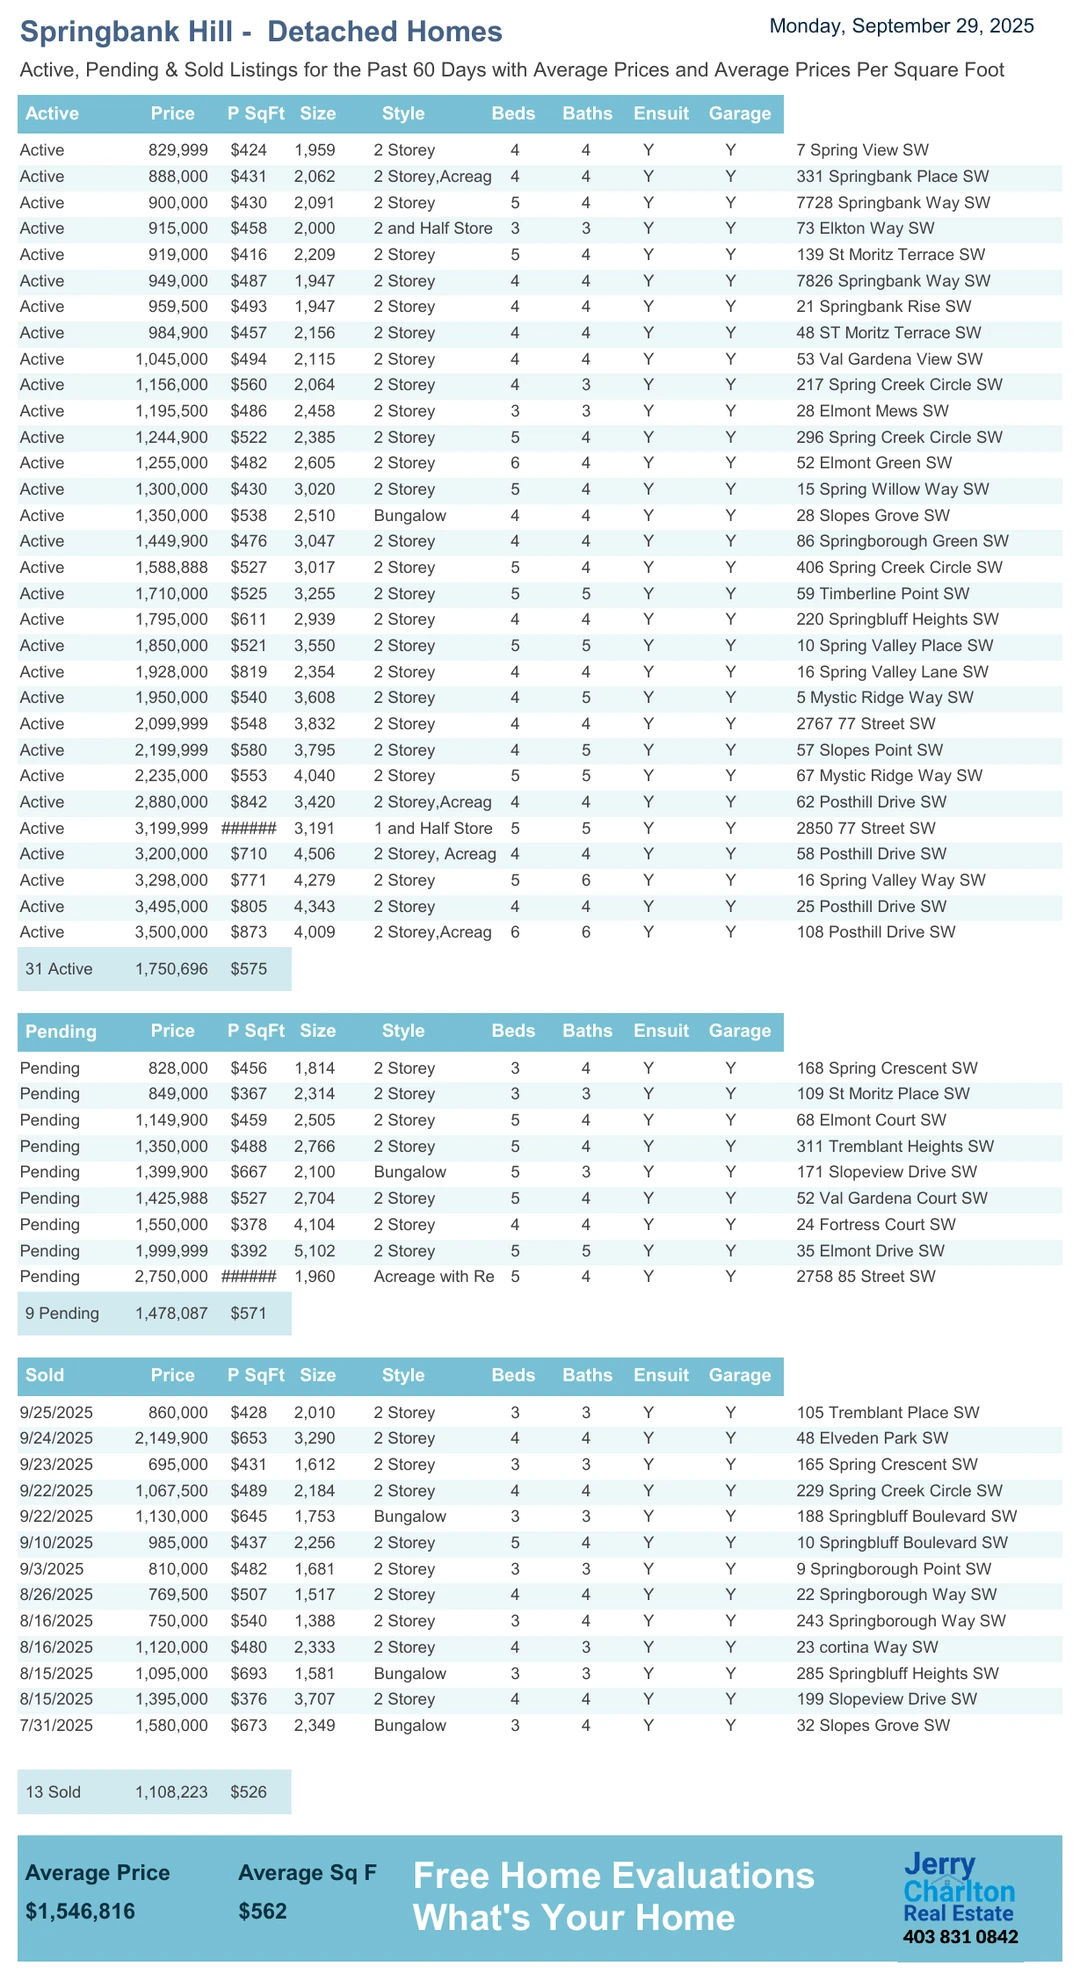 Springbank Hill -  Detached Homes
Monday, September 29, 2025
Active, Pending & Sold Listings for the Past 60 Days with Average Prices and Average Prices Per Square Foot
Active Price P SqFt Size Style Beds Baths Ensuit Garage
Active 829,999 $424 1,959 2 Storey 4 4 Y Y 7 Spring View SW
Active 888,000 $431 2,062 2 Storey,Acreag 4 4 Y Y 331 Springbank Place SW
Active 900,000 $430 2,091 2 Storey 5 4 Y Y 7728 Springbank Way SW
Active 915,000 $458 2,000 2 and Half Store 3 3 Y Y 73 Elkton Way SW
Active 919,000 $416 2,209 2 Storey 5 4 Y Y 139 St Moritz Terrace SW
Active 949,000 $487 1,947 2 Storey 4 4 Y Y 7826 Springbank Way SW
Active 959,500 $493 1,947 2 Storey 4 4 Y Y 21 Springbank Rise SW
Active 984,900 $457 2,156 2 Storey 4 4 Y Y 48 ST Moritz Terrace SW
Active 1,045,000 $494 2,115 2 Storey 4 4 Y Y 53 Val Gardena View SW
Active 1,156,000 $560 2,064 2 Storey 4 3 Y Y 217 Spring Creek Circle SW
Active 1,195,500 $486 2,458 2 Storey 3 3 Y Y 28 Elmont Mews SW
Active 1,244,900 $522 2,385 2 Storey 5 4 Y Y 296 Spring Creek Circle SW
Active 1,255,000 $482 2,605 2 Storey 6 4 Y Y 52 Elmont Green SW
Active 1,300,000 $430 3,020 2 Storey 5 4 Y Y 15 Spring Willow Way SW
Active 1,350,000 $538 2,510 Bungalow 4 4 Y Y 28 Slopes Grove SW
Active 1,449,900 $476 3,047 2 Storey 4 4 Y Y 86 Springborough Green SW
Active 1,588,888 $527 3,017 2 Storey 5 4 Y Y 406 Spring Creek Circle SW
Active 1,710,000 $525 3,255 2 Storey 5 5 Y Y 59 Timberline Point SW
Active 1,795,000 $611 2,939 2 Storey 4 4 Y Y 220 Springbluff Heights SW
Active 1,850,000 $521 3,550 2 Storey 5 5 Y Y 10 Spring Valley Place SW
Active 1,928,000 $819 2,354 2 Storey 4 4 Y Y 16 Spring Valley Lane SW
Active 1,950,000 $540 3,608 2 Storey 4 5 Y Y 5 Mystic Ridge Way SW
Active 2,099,999 $548 3,832 2 Storey 4 4 Y Y 2767 77 Street SW
Active 2,199,999 $580 3,795 2 Storey 4 5 Y Y 57 Slopes Point SW
Active 2,235,000 $553 4,040 2 Storey 5 5 Y Y 67 Mystic Ridge Way SW
Active 2,880,000 $842 3,420 2 Storey,Acreag 4 4 Y Y 62 Posthill Drive SW
Active 3,199,999 ###### 3,191 1 and Half Store 5 5 Y Y 2850 77 Street SW
Active 3,200,000 $710 4,506 2 Storey, Acreag 4 4 Y Y 58 Posthill Drive SW
Active 3,298,000 $771 4,279 2 Storey 5 6 Y Y 16 Spring Valley Way SW
Active 3,495,000 $805 4,343 2 Storey 4 4 Y Y 25 Posthill Drive SW
Active 3,500,000 $873 4,009 2 Storey,Acreag 6 6 Y Y 108 Posthill Drive SW
31 Active 1,750,696 $575
Pending Price P SqFt Size Style Beds Baths Ensuit Garage
Pending 828,000 $456 1,814 2 Storey 3 4 Y Y 168 Spring Crescent SW
Pending 849,000 $367 2,314 2 Storey 3 3 Y Y 109 St Moritz Place SW
Pending 1,149,900 $459 2,505 2 Storey 5 4 Y Y 68 Elmont Court SW
Pending 1,350,000 $488 2,766 2 Storey 5 4 Y Y 311 Tremblant Heights SW
Pending 1,399,900 $667 2,100 Bungalow 5 3 Y Y 171 Slopeview Drive SW
Pending 1,425,988 $527 2,704 2 Storey 5 4 Y Y 52 Val Gardena Court SW
Pending 1,550,000 $378 4,104 2 Storey 4 4 Y Y 24 Fortress Court SW
Pending 1,999,999 $392 5,102 2 Storey 5 5 Y Y 35 Elmont Drive SW
Pending 2,750,000 ###### 1,960 Acreage with Re 5 4 Y Y 2758 85 Street SW
9 Pending 1,478,087 $571
Sold Price P SqFt Size Style Beds Baths Ensuit Garage
9/25/2025 860,000 $428 2,010 2 Storey 3 3 Y Y 105 Tremblant Place SW
9/24/2025 2,149,900 $653 3,290 2 Storey 4 4 Y Y 48 Elveden Park SW
9/23/2025 695,000 $431 1,612 2 Storey 3 3 Y Y 165 Spring Crescent SW
9/22/2025 1,067,500 $489 2,184 2 Storey 4 4 Y Y 229 Spring Creek Circle SW
9/22/2025 1,130,000 $645 1,753 Bungalow 3 3 Y Y 188 Springbluff Boulevard SW
9/10/2025 985,000 $437 2,256 2 Storey 5 4 Y Y 10 Springbluff Boulevard SW
9/3/2025 810,000 $482 1,681 2 Storey 3 3 Y Y 9 Springborough Point SW
8/26/2025 769,500 $507 1,517 2 Storey 4 4 Y Y 22 Springborough Way SW
8/16/2025 750,000 $540 1,388 2 Storey 3 4 Y Y 243 Springborough Way SW
8/16/2025 1,120,000 $480 2,333 2 Storey 4 3 Y Y 23 cortina Way SW
8/15/2025 1,095,000 $693 1,581 Bungalow 3 3 Y Y 285 Springbluff Heights SW
8/15/2025 1,395,000 $376 3,707 2 Storey 4 4 Y Y 199 Slopeview Drive SW
7/31/2025 1,580,000 $673 2,349 Bungalow 3 4 Y Y 32 Slopes Grove SW
13 Sold 1,108,223 $526
Average Price Average Sq F
$1,546,816 $562
Free Home Evaluations
What's Your Home
Jerry
Charlton
Real Estate
403 831 0842